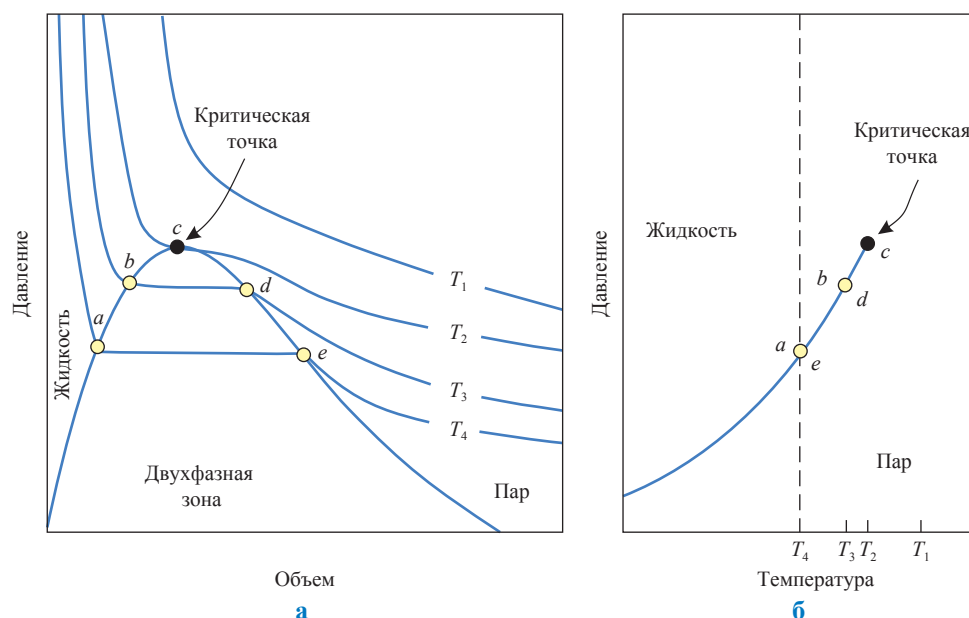 Давление
Критическая
точка
c
b
d
a
e
T1
T2
T3
T4
Жидкость
Двухфазная
зона
Пар
Объем
а
Давление
Критическая
точка
Жидкость
c
b
d
a
e
Пар
T4 T3 T2 T1
Температура
б